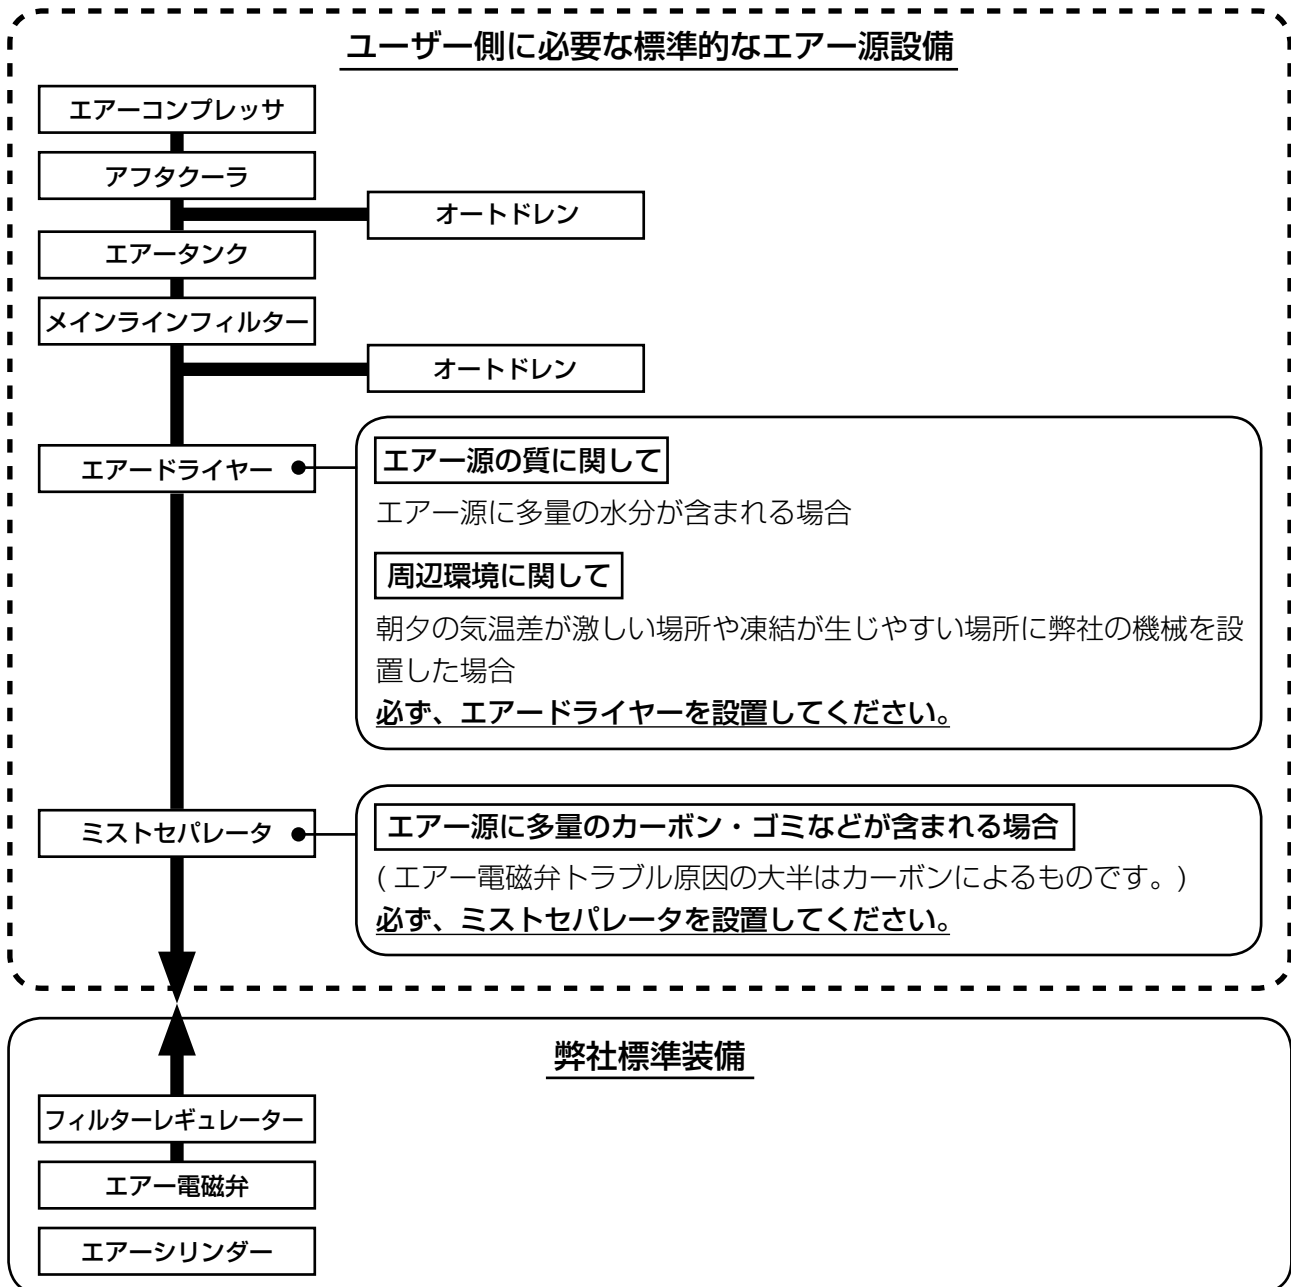 ユーザー側に必要な標準的なエアー源設備
エアーコンプレッサ
アフタクーラ
オートドレン
エアータンク
メインラインフィルター
オートドレン
エアードライヤー
エアー源の質に関して
エアー源に多量の水分が含まれる場合
周辺環境に関して
朝夕の気温差が激しい場所や凍結が生じやすい場所に弊社の機械を設
置した場合
必ず、エアードライヤーを設置してください。
ミストセパレータ
エアー源に多量のカーボン・ゴミなどが含まれる場合
( エアー電磁弁トラブル原因の大半はカーボンによるものです。)
必ず、ミストセパレータを設置してください。
弊社標準装備
フィルターレギュレーター
エアー電磁弁
エアーシリンダー